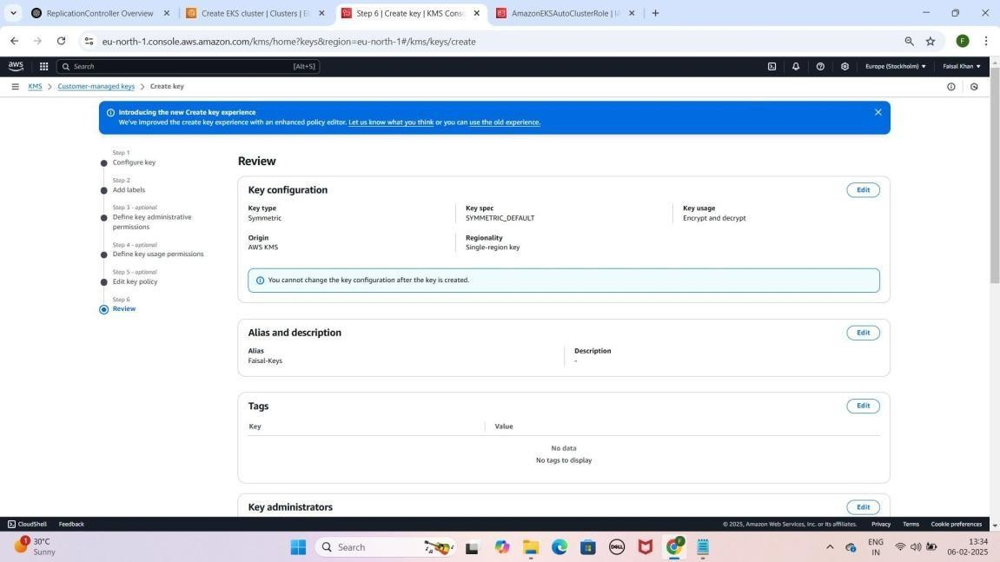 ReplicationController Overview
Create EKS cluster | Clusters | E
Step 6 | Create key | KMS Conso
AmazonEKSAutoClusterRole | IA
eu-north-1.console.aws.amazon.com/kms/home?keys&region=eu-north-1#/kms/keys/create
F
aws
Search
[Alt+S]
Europe (Stockholm)
Faisal Khan
KMS > Customer-managed keys > Create key
Introducing the new Create key experience
We've improved the create key experience with an enhanced policy editor. Let us know what you think or you can use the old experience.
Step 1
Configure key
Step 2
Add labels
Step 3 - optional
Define key administrative
permissions
Step 4 - optional
Define key usage permissions
Step 5 - optional
Edit key policy
Step 6
Review
Review
Key configuration
Edit
Key type
Symmetric
Key spec
SYMMETRIC_DEFAULT
Key usage
Encrypt and decrypt
Origin
AWS KMS
Regionality
Single-region key
You cannot change the key configuration after the key is created.
Alias and description
Edit
Alias
Faisal-Keys
Description
-
Tags
Edit
Key
Value
No data
No tags to display
Key administrators
Edit
CloudShell
Feedback
© 2025, Amazon Web Services, Inc. or its affiliates.
Privacy
Terms
Cookie preferences
1
30°C
Sunny
Search
DELL
F
ENG
IN
13:34
06-02-2025